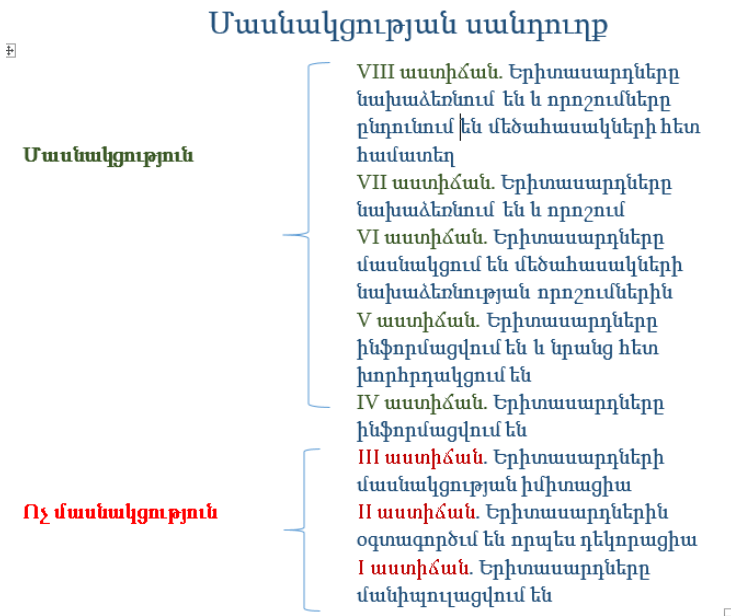 Մասնակցության սանդուղք
VIII աստիճան. Երիտասարդները
նախաձեռնում են և որոշումները
ընդունում են մեծահասակների հետ
համատեղ
Մասնակցություն
VII աստիճան. Երիտասարդները
նախաձեռնում են և որոշում
VI աստիճան. Երիտասարդները
մասնակցում են մեծահասակների
նախաձեռնության որոշումներին
V աստիճան. Երիտասարդները
ինֆորմացվում են և նրանց հետ
խորհրդակցում են
IV աստիճան. Երիտասարդները
ինֆորմացվում են
III աստիճան. Երիտասարդների
մասնակցության իմիտացիա
Ոչ մասնակցություն
II աստիճան. Երիտասարդներին
օգտագործւմ են որպես դեկորացիա
I աստիճան. Երիտասարդները
մանիպուլացվում են